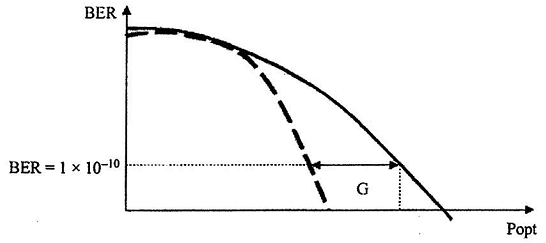 BER
BER = 1 × 10⁻¹⁰
G
Popt